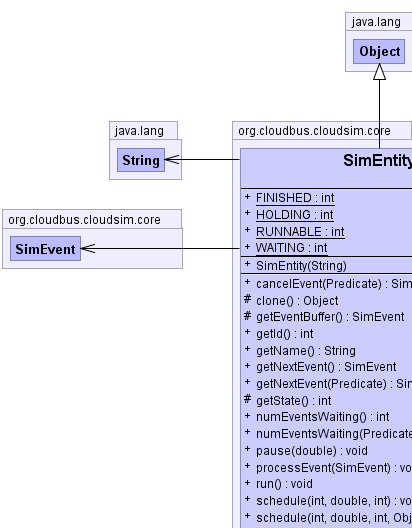 java.lang
Object
java.lang
org.cloudbus.cloudsim.core
String
SimEntity
org.cloudbus.cloudsim.core
SimEvent
+ FINISHED : int
+ HOLDING : int
+ RUNNABLE : int
+ WAITING : int
+ SimEntity(String)
+ cancelEvent(Predicate) : Sim
# clone() : Object
# getEventBuffer() : SimEvent
+ getId() : int
+ getName() : String
+ getNextEvent() : SimEvent
+ getNextEvent(Predicate) : Sim
# getState() : int
+ numEventsWaiting() : int
+ numEventsWaiting(Predicate
+ pause(double) : void
+ processEvent(SimEvent) : vo
+ run() : void
+ schedule(int, double, int) : vo
+ schedule(int, double, int, Obj